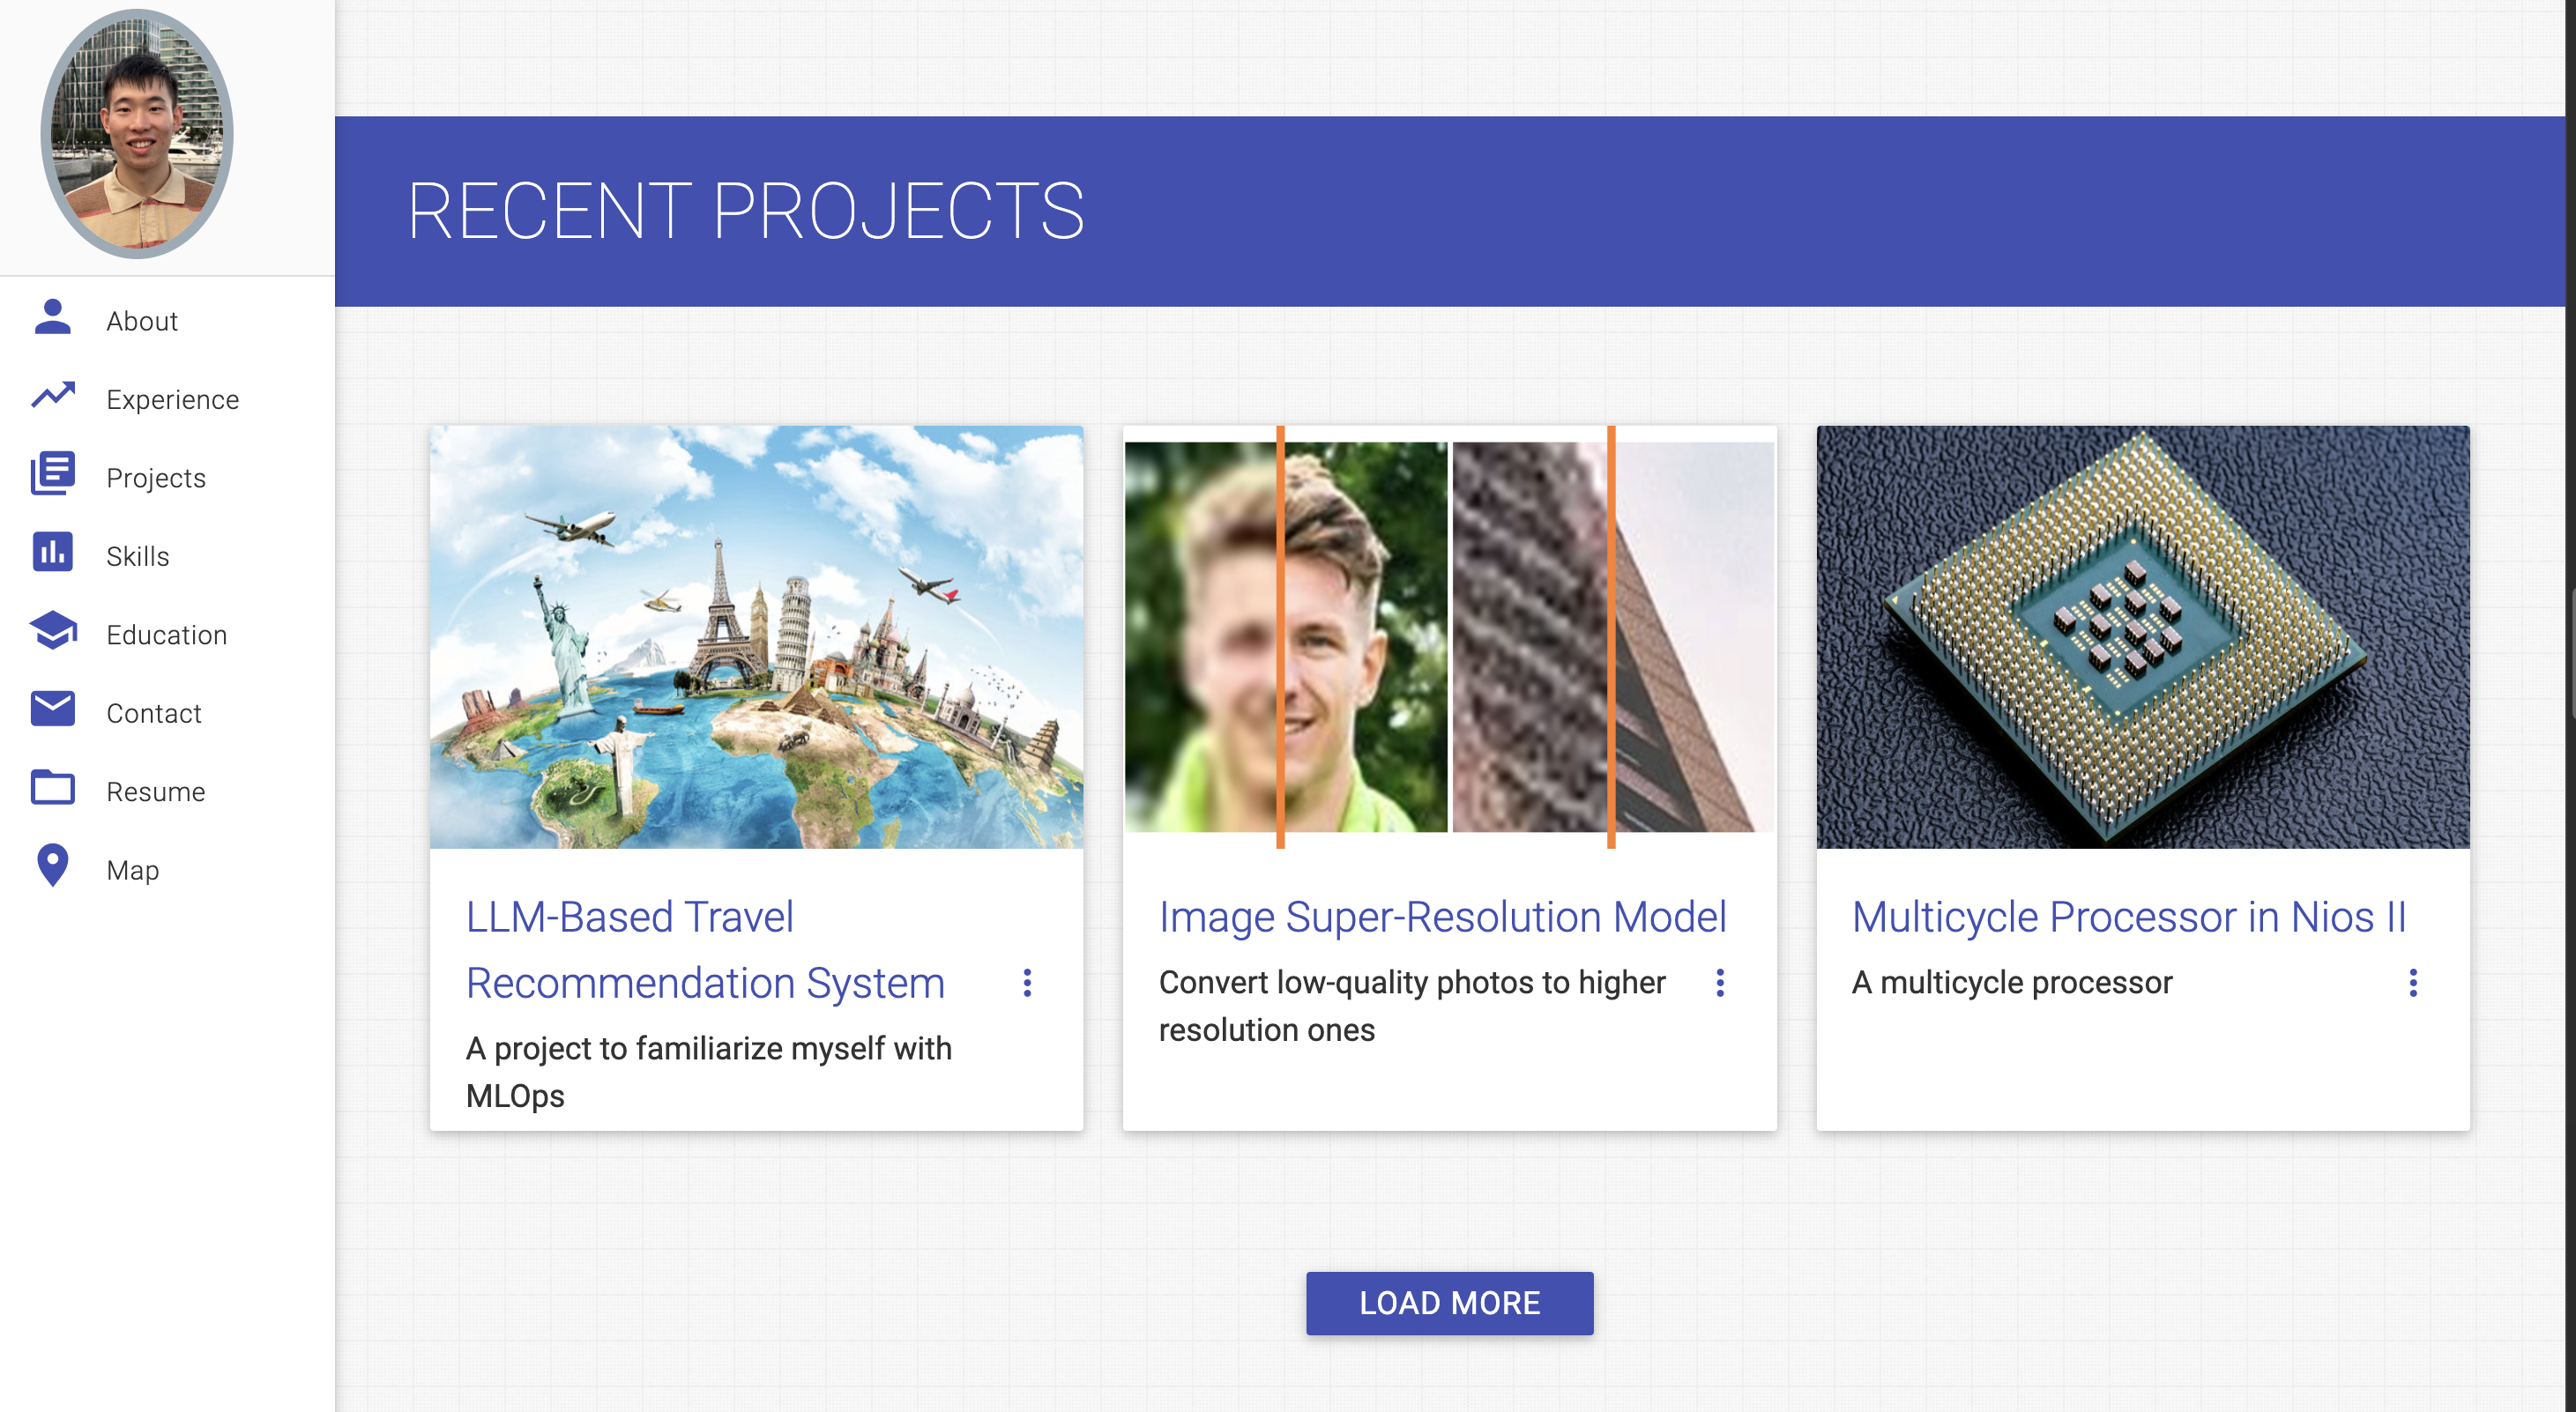 About
Experience
Projects
Skills
Education
Contact
Resume
Map
RECENT PROJECTS
LLM-Based Travel
Recommendation System
A project to familiarize myself with
MLOps
Image Super-Resolution Model
Convert low-quality photos to higher
resolution ones
Multicycle Processor in Nios II
A multicycle processor
LOAD MORE